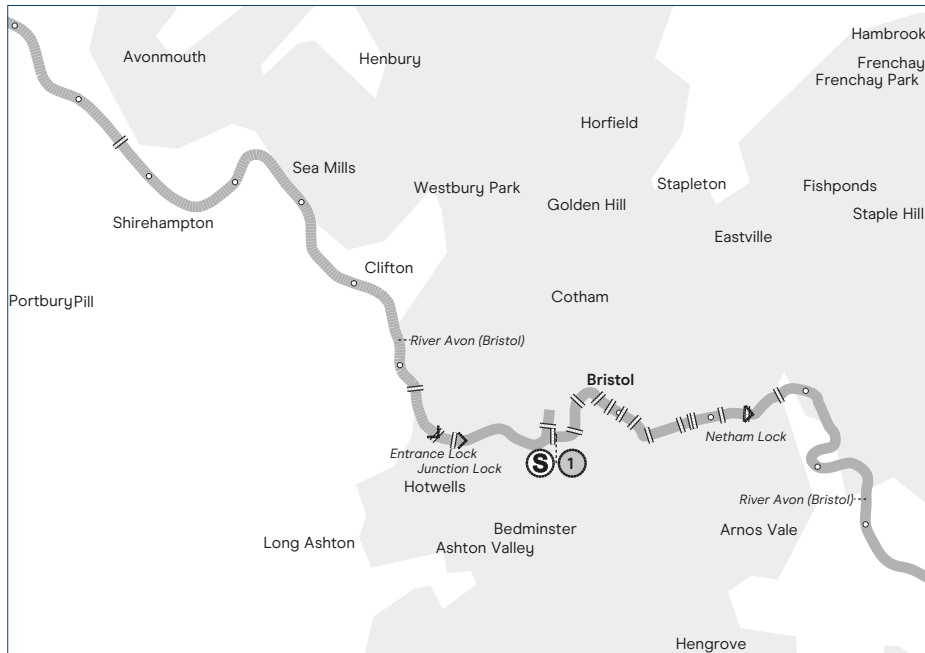 Hambrook
Avonmouth
Henbury
Frenchay
Frenchay Park
Horfield
Sea Mills
Westbury Park
Stapleton
Fishponds
Golden Hill
Staple Hill
Shirehampton
Eastville
Clifton
Portbury Pill
Cotham
River Avon (Bristol)
Bristol
Netham Lock
Entrance Lock
Junction Lock
S 1
Hotwells
River Avon (Bristol)
Bedminster
Arnos Vale
Long Ashton
Ashton Valley
Hengrove